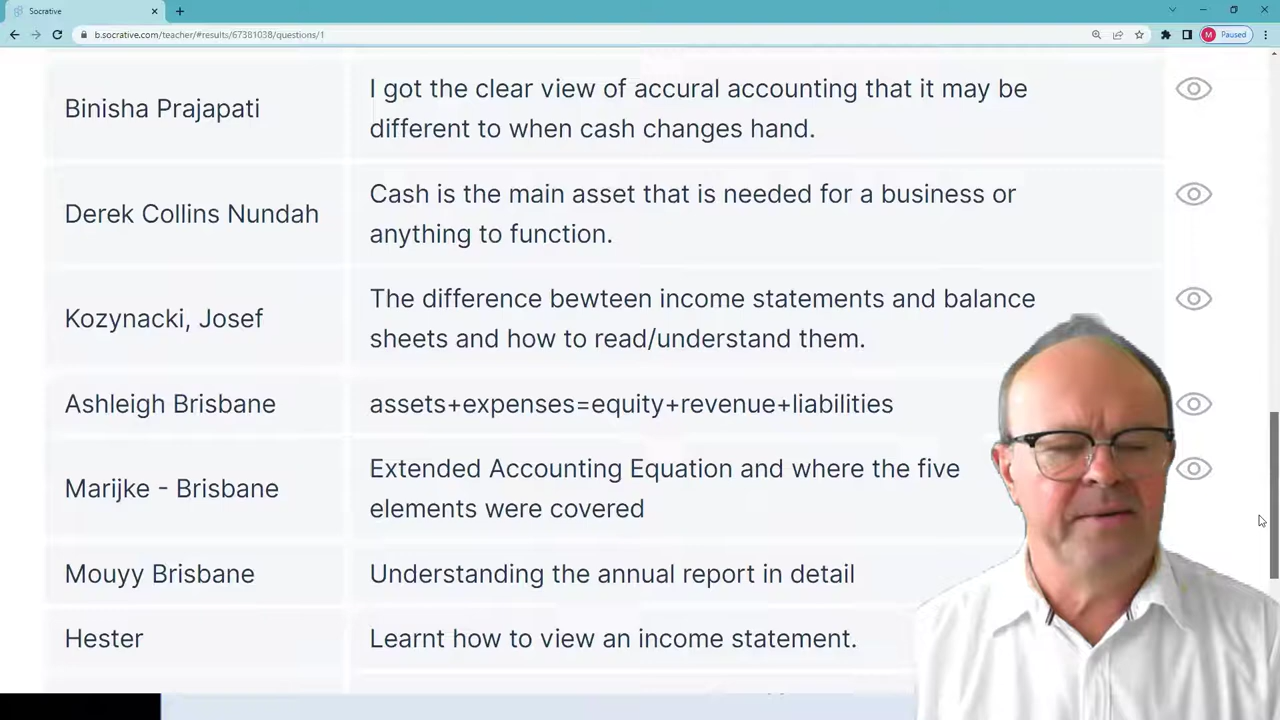 Socrative
b.socrative.com/teacher/#results/67381038/questions/1
M Paused
Binisha Prajapati
I got the clear view of accural accounting that it may be
different to when cash changes hand.
Derek Collins Nundah
Cash is the main asset that is needed for a business or
anything to function.
Kozynacki, Josef
The difference bewteen income statements and balance
sheets and how to read/understand them.
Ashleigh Brisbane
assets+expenses=equity+revenue+liabilities
Marijke - Brisbane
Extended Accounting Equation and where the five
elements were covered
Mouyy Brisbane
Understanding the annual report in detail
Hester
Learnt how to view an income statement.